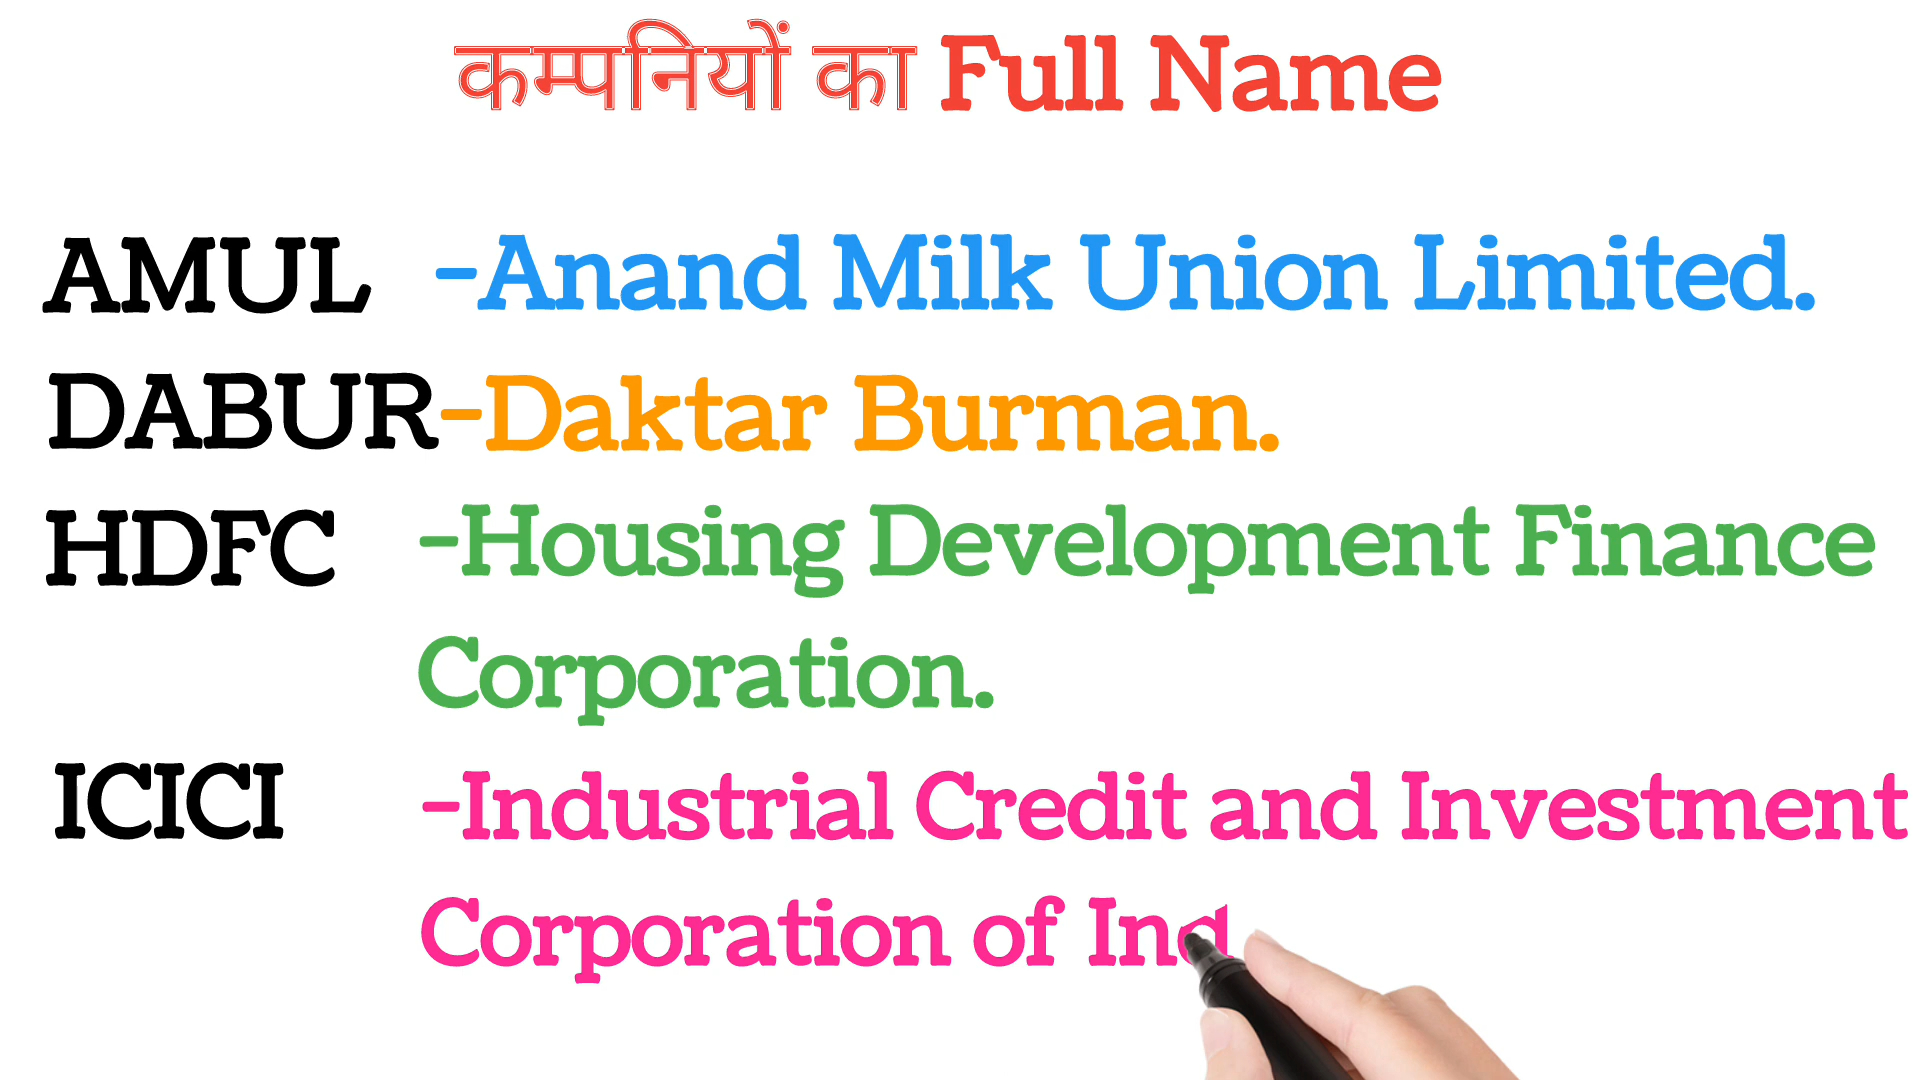 कम्पनियों का Full Name
AMUL -Anand Milk Union Limited.
DABUR-Daktar Burman.
HDFC -Housing Development Finance
Corporation.
ICICI -Industrial Credit and Investment
Corporation of Ind